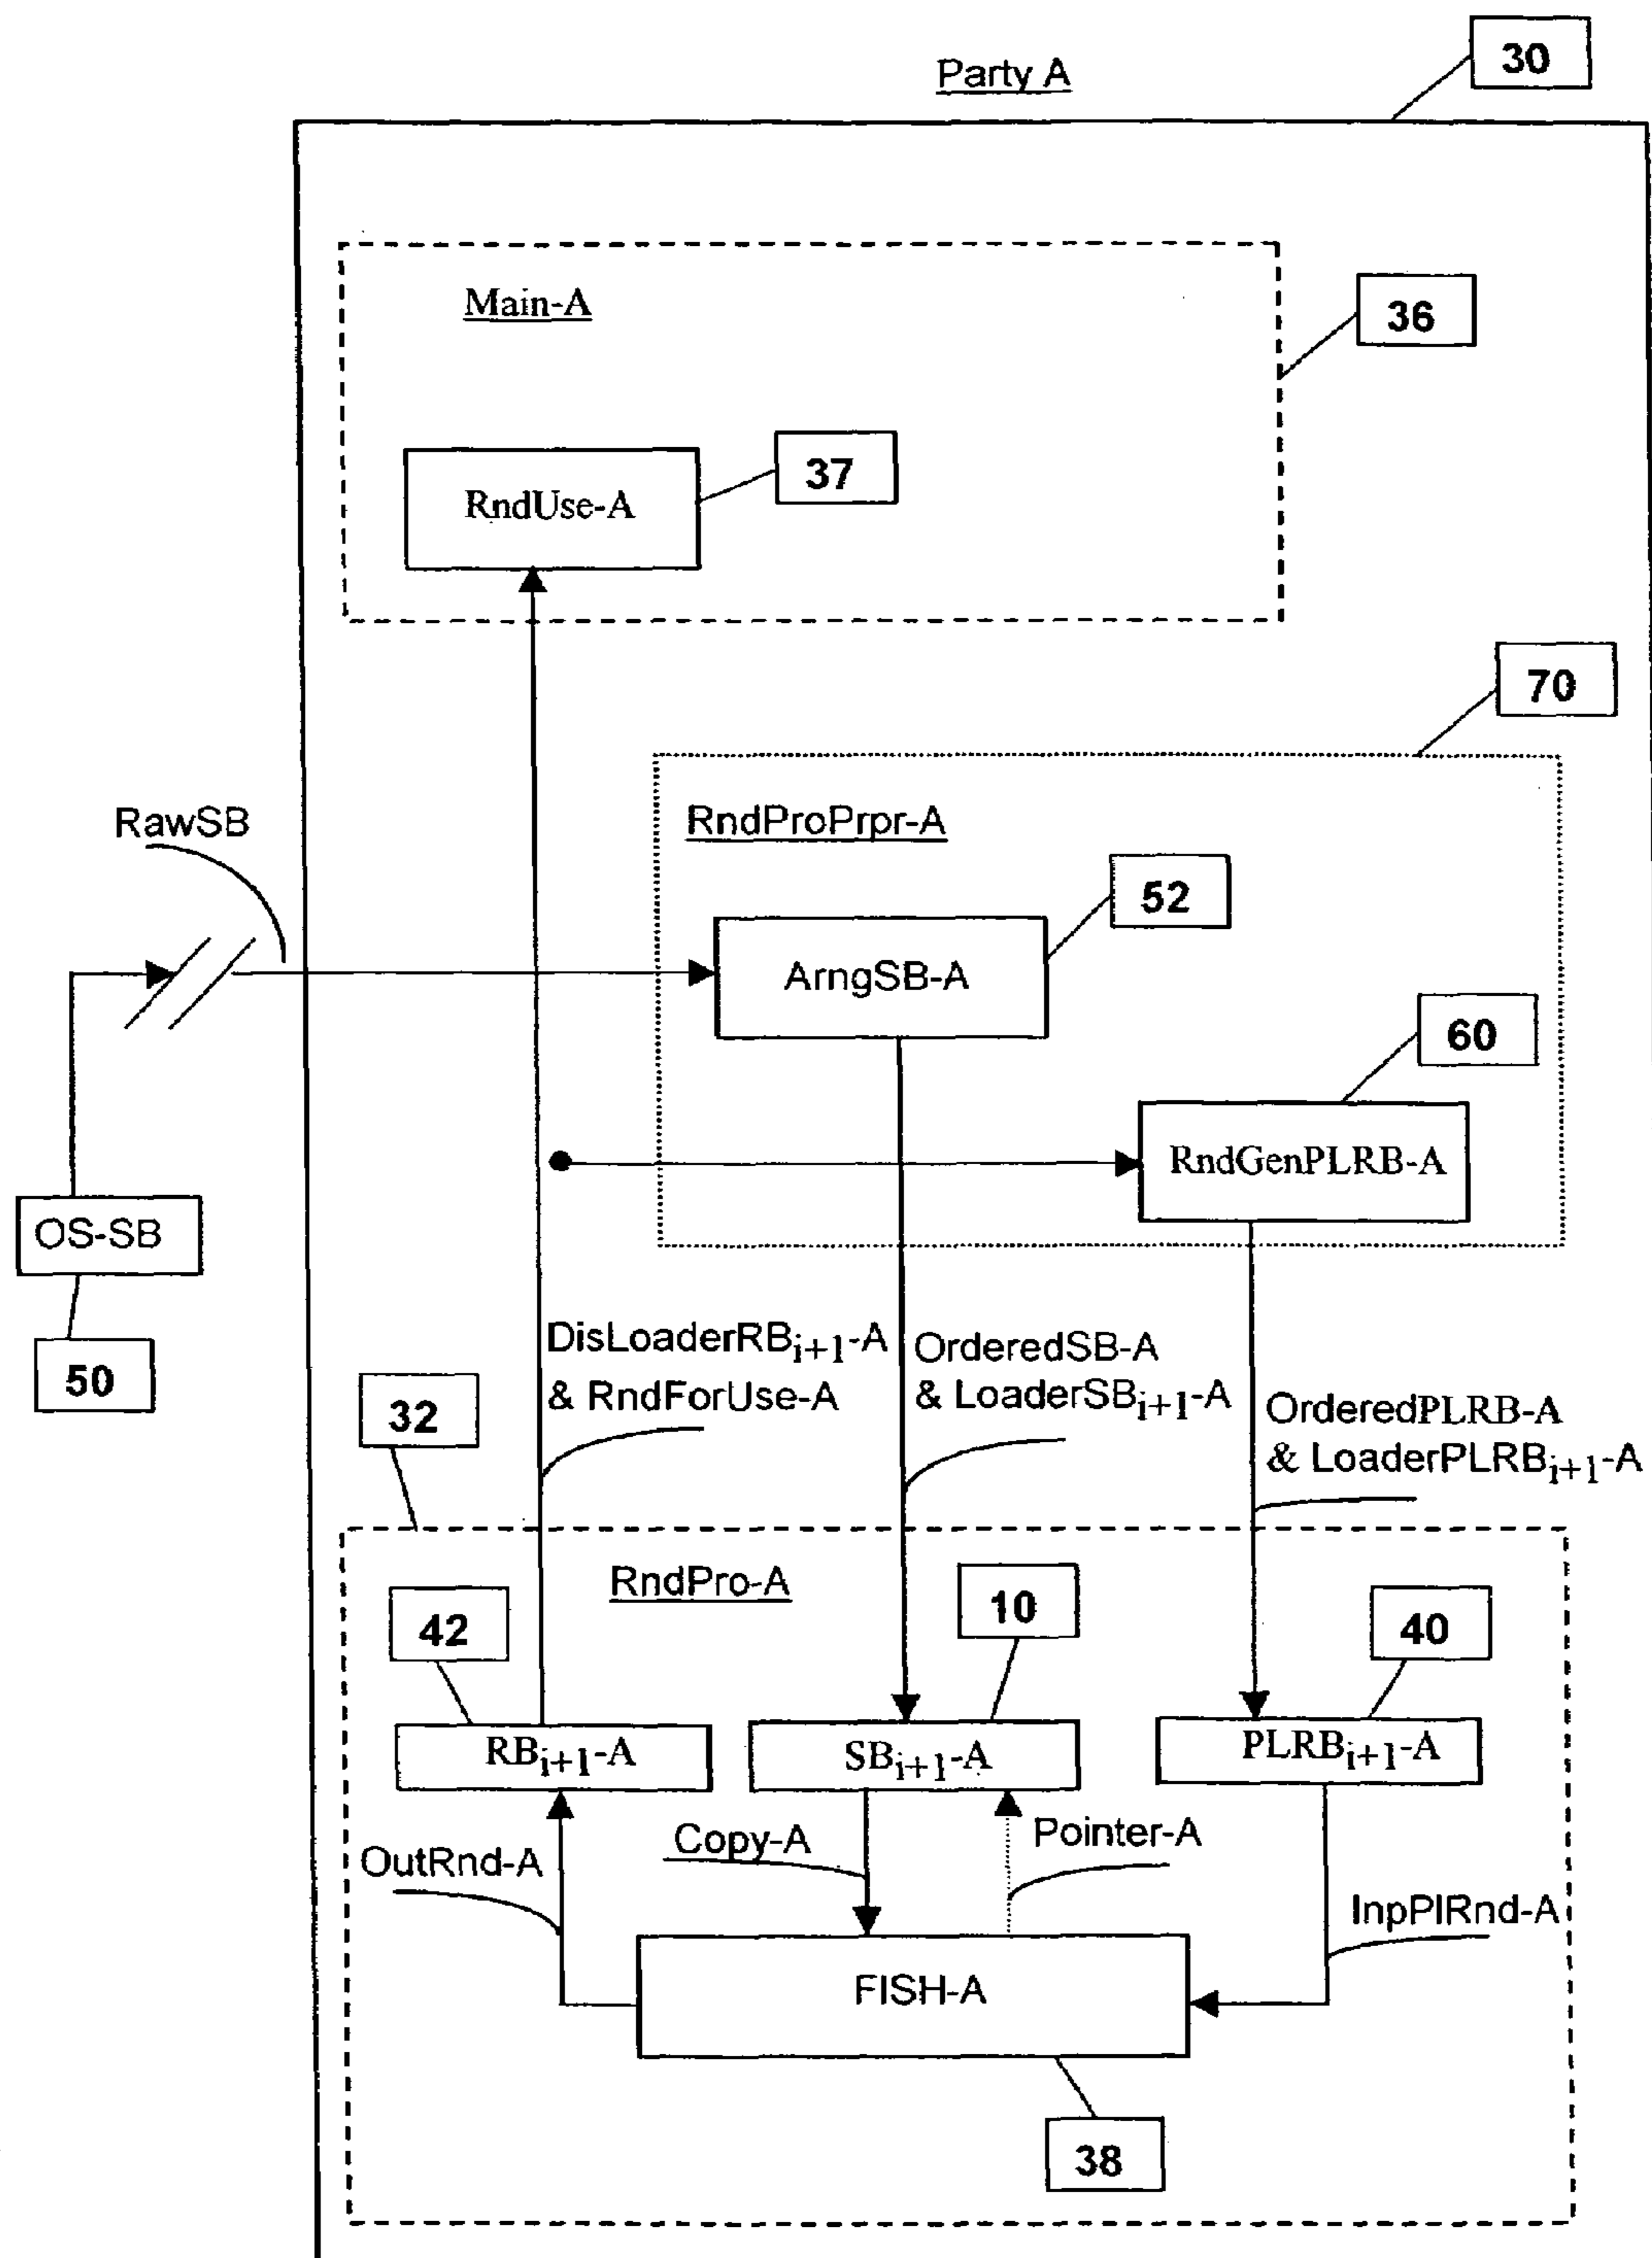 30
Party A
Main-A
36
37
RndUse-A
70
RawSB
RndProPrpr-A
52
ArngSB-A
60
RndGenPLRB-A
OS-SB
50
DisLoaderRBi+1-A
& RndForUse-A
OrderedSB-A
& LoaderSBi+1-A
OrderedPLRB-A
& LoaderPLRBi+1-A
32
RndPro-A
42
10
40
RBi+1-A
SBi+1-A
PLRBi+1-A
OutRnd-A
Copy-A
Pointer-A
InpPlRnd-A
FISH-A
38